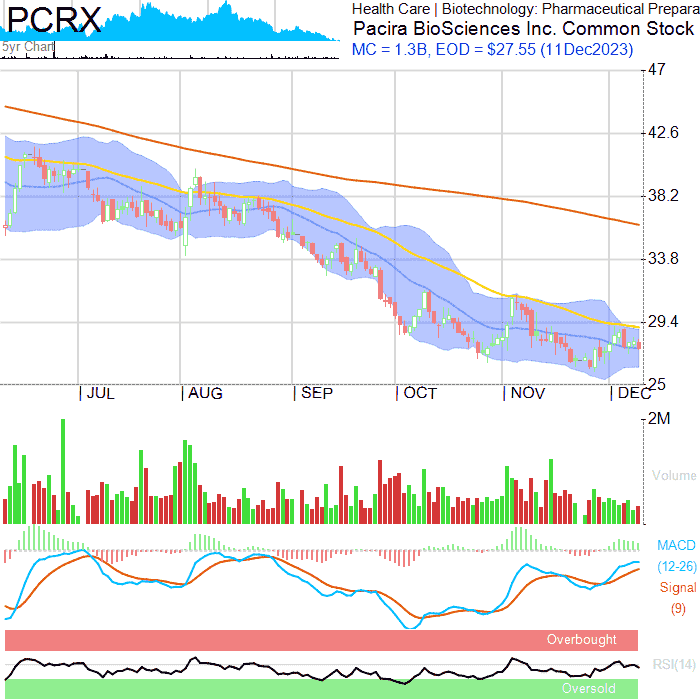 PCRX
5yr Chart
Health Care | Biotechnology: Pharmaceutical Prepara
Pacira BioSciences Inc. Common Stock
MC = 1.3B, EOD = $27.55 (11Dec2023)
47
42.6
38.2
33.8
29.4
25
JUL AUG SEP OCT NOV DEC
2M
Volume
MACD
(12-26)
Signal
(9)
Overbought
RSI(14)
Oversold